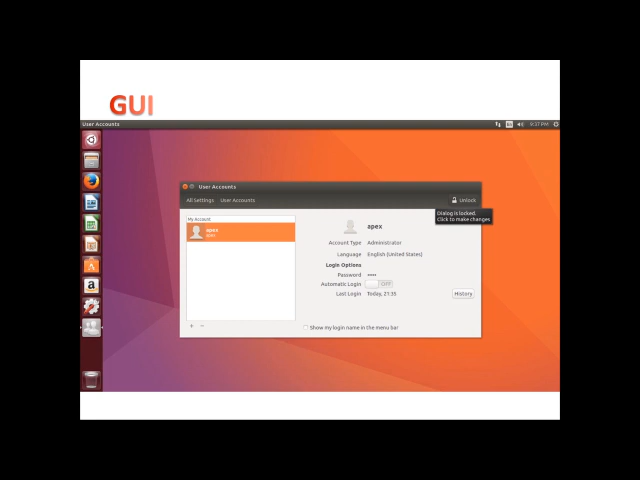 GUI
User Accounts
9:37 PM
User Accounts
All Settings User Accounts
Unlock
Dialog is locked.
Click to make changes
My Account
apex
apex
Account Type Administrator
Language English (United States)
Login Options
Password ••••
Automatic Login OFF
Last Login Today, 21:35
History
Show my login name in the menu bar